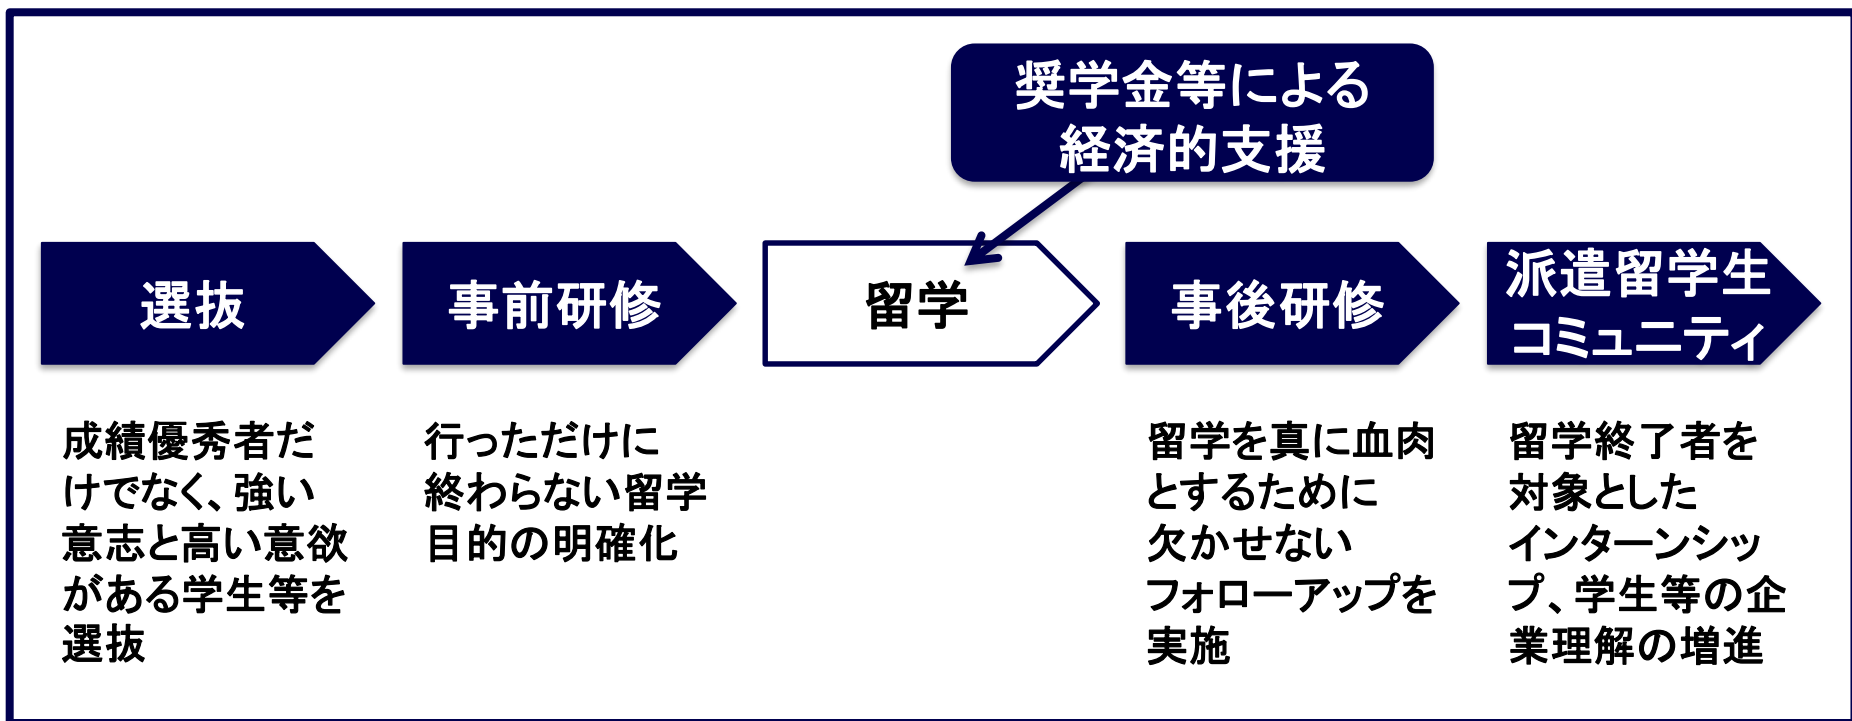 奨学金等による
経済的支援
選抜
事前研修
留学
事後研修
派遣留学生
コミュニティ
成績優秀者だ
けでなく、強い
意志と高い意欲
がある学生等を
選抜
行っただけに
終わらない留学
目的の明確化
留学を真に血肉
とするために
欠かせない
フォローアップを
実施
留学終了者を
対象とした
インターンシッ
プ、学生等の企
業理解の増進